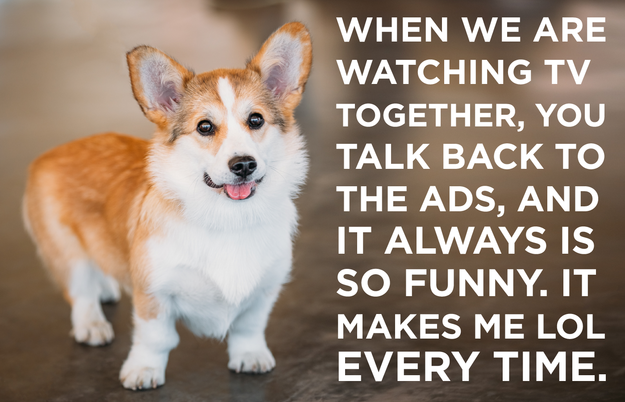 WHEN WE ARE
WATCHING TV
TOGETHER, YOU
TALK BACK TO
THE ADS, AND
IT ALWAYS IS
SO FUNNY. IT
MAKES ME LOL
EVERY TIME.